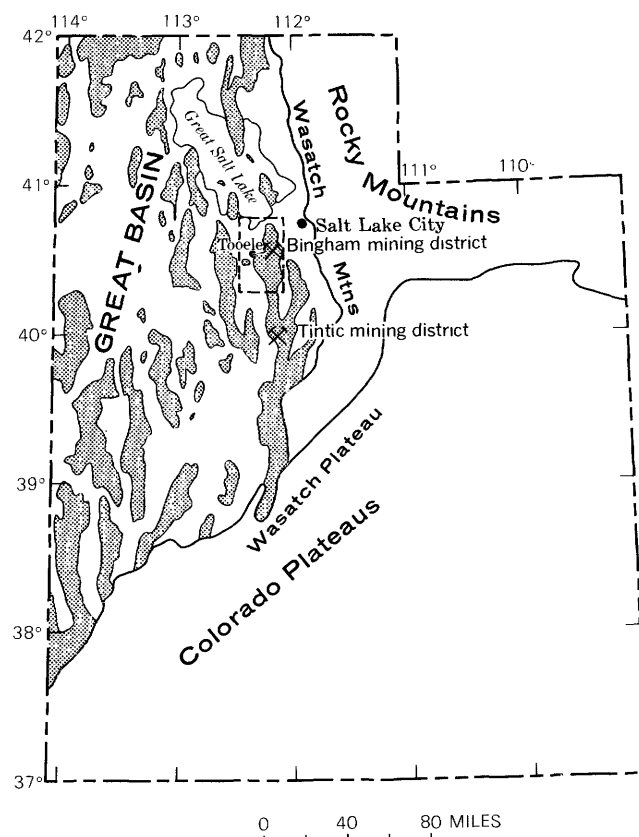 114° 113° 112°
42°
Rocky Mountains
Wasatch
Great Salt Lake
111° 110°
41°
Salt Lake City
Tooele
Bingham mining district
GREAT BASIN
Mtns
40°
Tintic mining district
39°
Wasatch Plateau
Colorado Plateaus
38°
37°
0 40 80 MILES